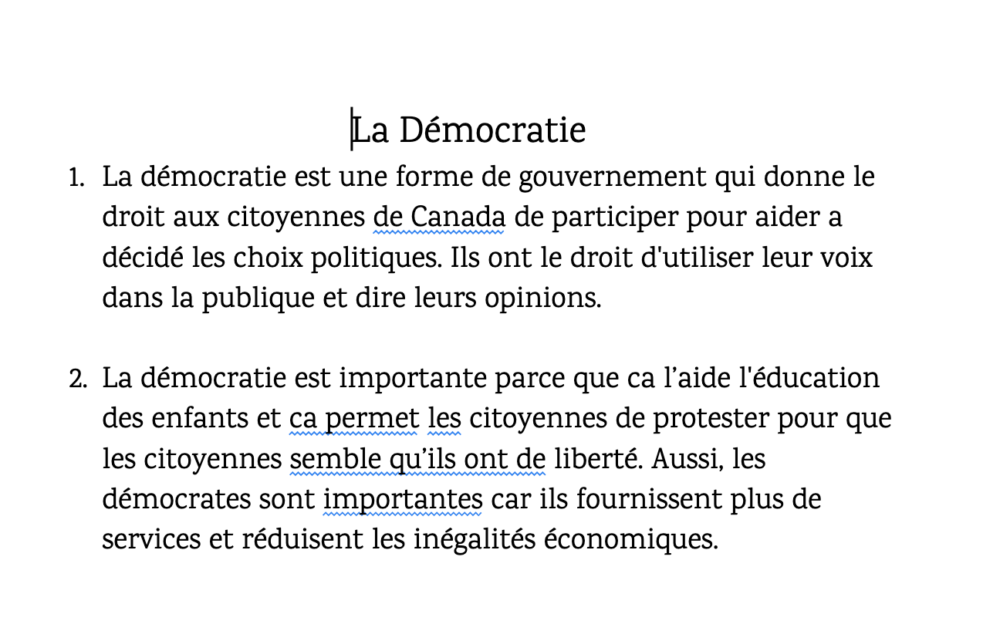 La Démocratie
1. La démocratie est une forme de gouvernement qui donne le
droit aux citoyennes de Canada de participer pour aider a
décidé les choix politiques. Ils ont le droit d'utiliser leur voix
dans la publique et dire leurs opinions.
2. La démocratie est importante parce que ca l’aide l'éducation
des enfants et ca permet les citoyennes de protester pour que
les citoyennes semble qu’ils ont de liberté. Aussi, les
démocrates sont importantes car ils fournissent plus de
services et réduisent les inégalités économiques.